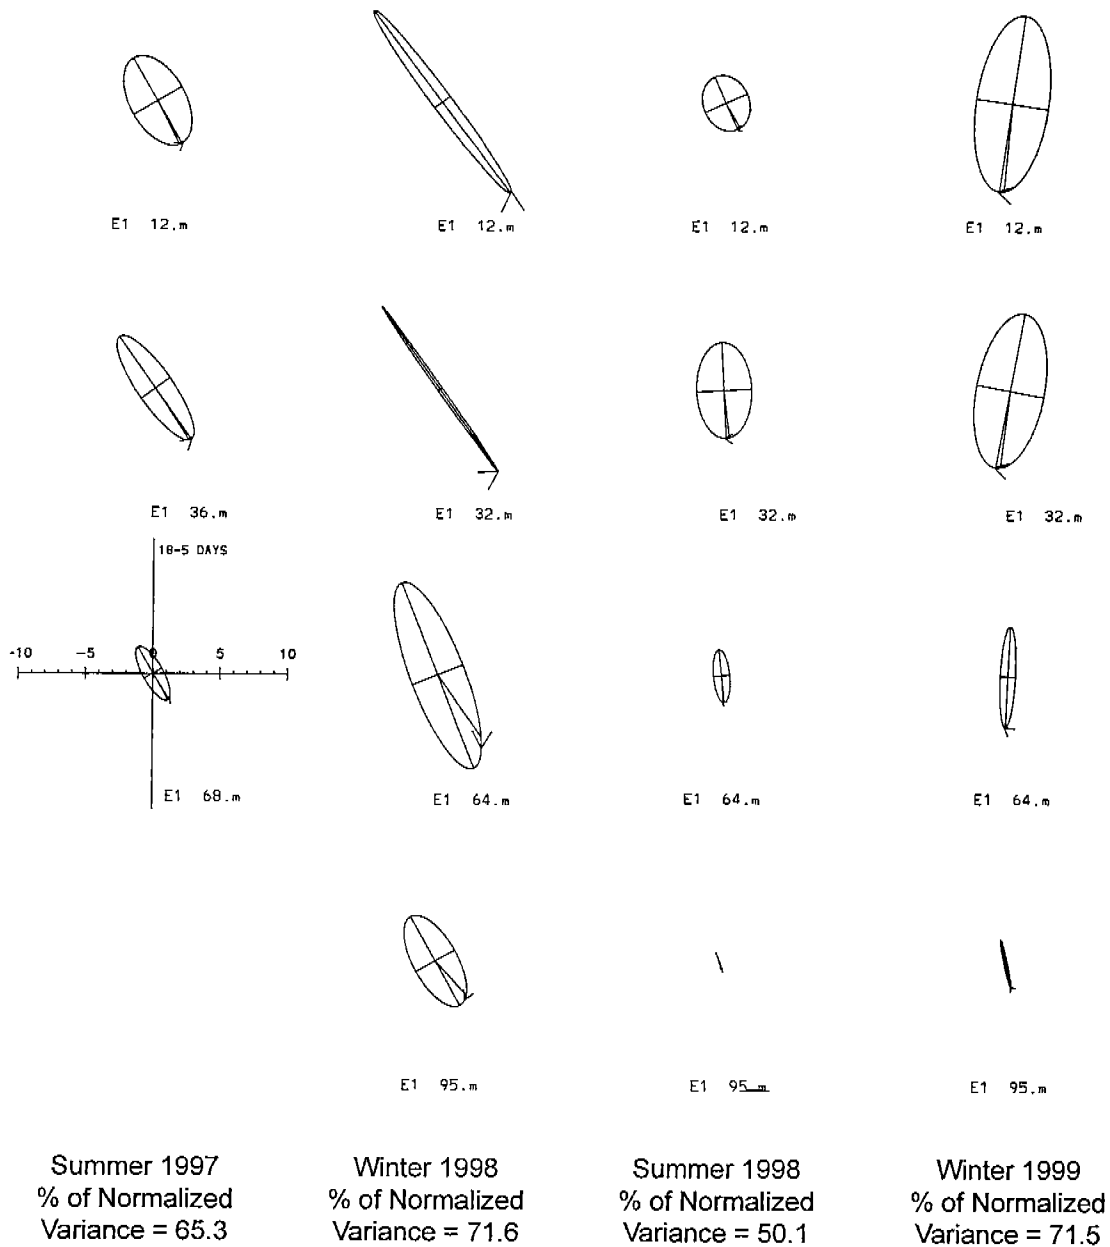 E1 12.m
E1 12.m
E1 12.m
E1 12.m
E1 36.m
E1 32.m
E1 32.m
E1 32.m
18-5 DAYS
-10 -5 0 5 10
E1 68.m
E1 64.m
E1 64.m
E1 64.m
E1 95.m
E1 95.m
E1 95.m
Summer 1997
% of Normalized
Variance = 65.3
Winter 1998
% of Normalized
Variance = 71.6
Summer 1998
% of Normalized
Variance = 50.1
Winter 1999
% of Normalized
Variance = 71.5